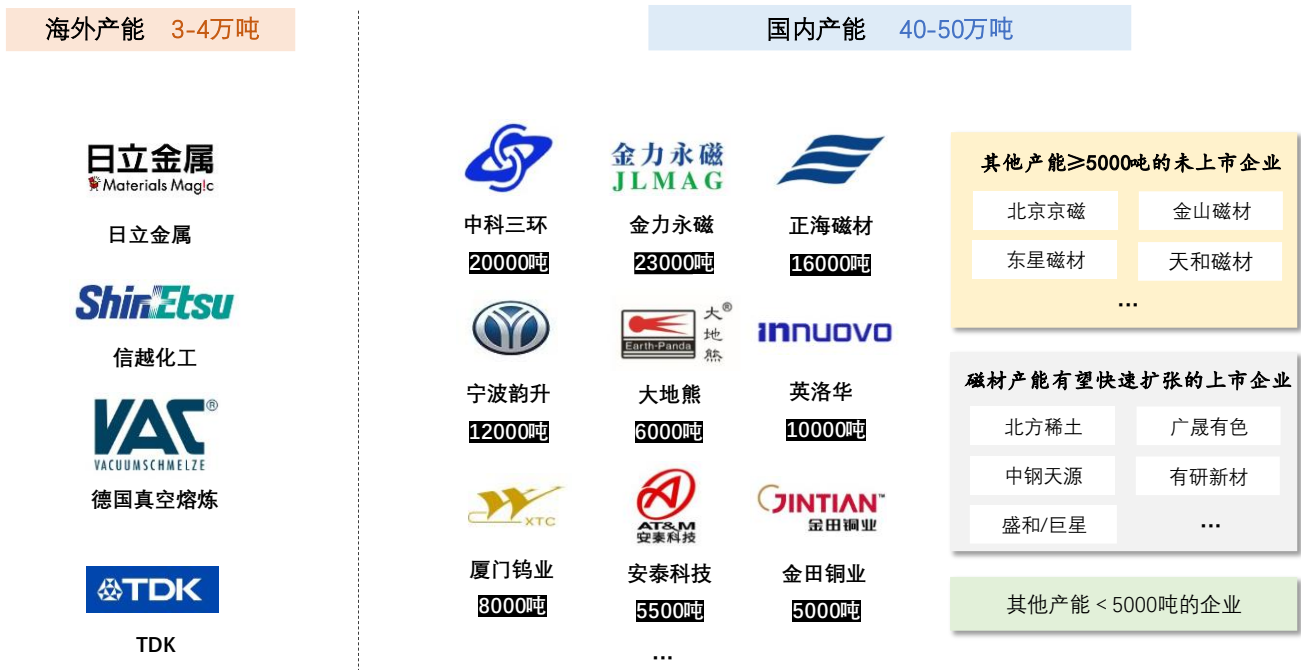 海外产能 3-4万吨
国内产能 40-50万吨
日立金属
Materials Mag!c
日立金属
Shin-Etsu
信越化工
VAC®
VACUUMSCHMELZE
德国真空熔炼
TDK
TDK
金力永磁
JLMAG
中科三环 金力永磁 正海磁材
20000吨 23000吨 16000吨
大地熊®
Earth-Panda
INNUOVO
宁波韵升 大地熊 英洛华
12000吨 6000吨 10000吨
XTC
AT&M
安泰科技
JINTIAN™
金田铜业
厦门钨业 安泰科技 金田铜业
8000吨 5500吨 5000吨
...
其他产能≥5000吨的未上市企业
北京京磁 金山磁材
东星磁材 天和磁材
...
磁材产能有望快速扩张的上市企业
北方稀土 广晟有色
中钢天源 有研新材
盛和/巨星 ...
其他产能<5000吨的企业